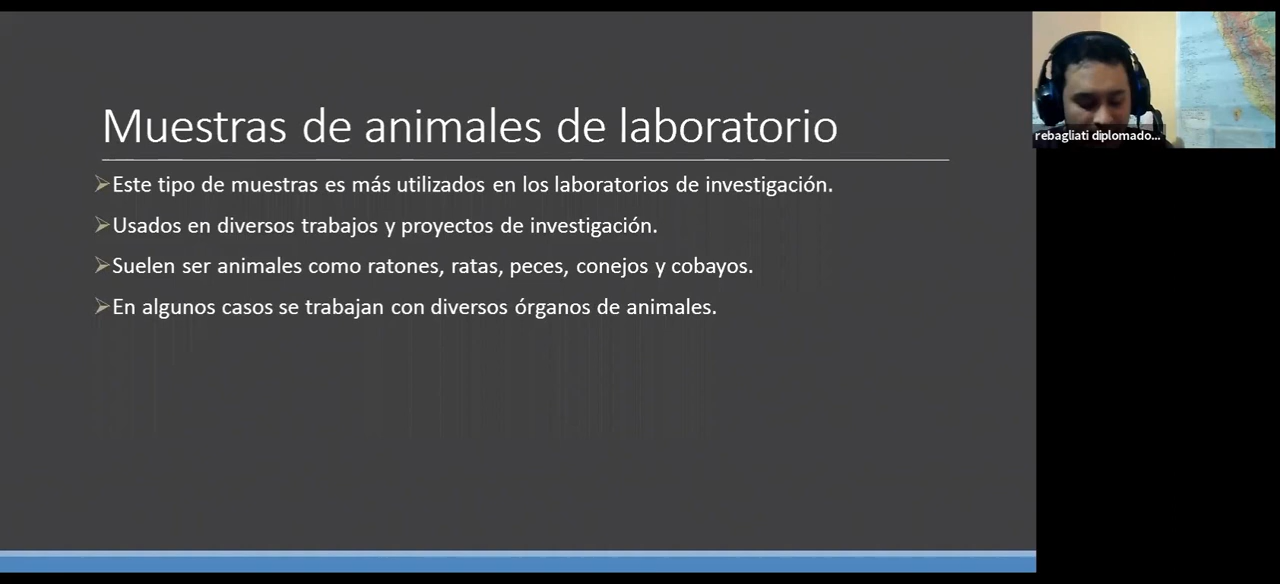 Muestras de animales de laboratorio
Este tipo de muestras es más utilizados en los laboratorios de investigación.
Usados en diversos trabajos y proyectos de investigación.
Suelen ser animales como ratones, ratas, peces, conejos y cobayos.
En algunos casos se trabajan con diversos órganos de animales.
rebagliati diplomado...